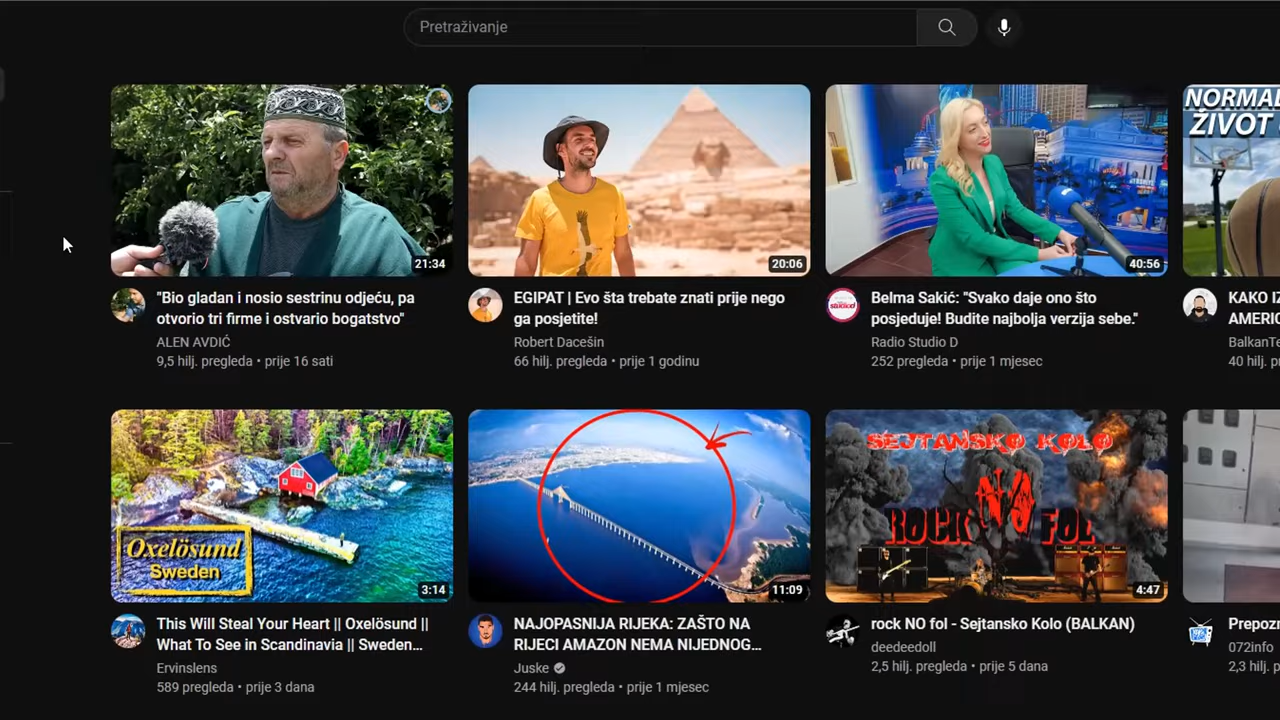 Pretraživanje
NORMAL
ŽIVOT
21:34
20:06
40:56
"Bio gladan i nosio sestrinu odjeću, pa
otvorio tri firme i ostvario bogatstvo"
ALEN AVDIĆ
9,5 hilj. pregleda • prije 16 sati
EGIPAT | Evo šta trebate znati prije nego
ga posjetite!
Robert Dacešin
66 hilj. pregleda • prije 1 godinu
Belma Sakić: "Svako daje ono što
posjeduje! Budite najbolja verzija sebe."
Radio Studio D
252 pregleda • prije 1 mjesec
KAKO IZ
AMERIC
BalkanTe
40 hilj. p
Oxelösund
Sweden
3:14
11:09
SEJTANSKO KOLO
ROCK NO FOL
4:47
This Will Steal Your Heart || Oxelösund ||
What To See in Scandinavia || Sweden...
Ervinslens
589 pregleda • prije 3 dana
NAJOPASNIJA RIJEKA: ZAŠTO NA
RIJECI AMAZON NEMA NIJEDNOG...
Juske
244 hilj. pregleda • prije 1 mjesec
rock NO fol - Sejtansko Kolo (BALKAN)
deedeedoll
2,5 hilj. pregleda • prije 5 dana
Prepozn
072info
2,3 hilj. p